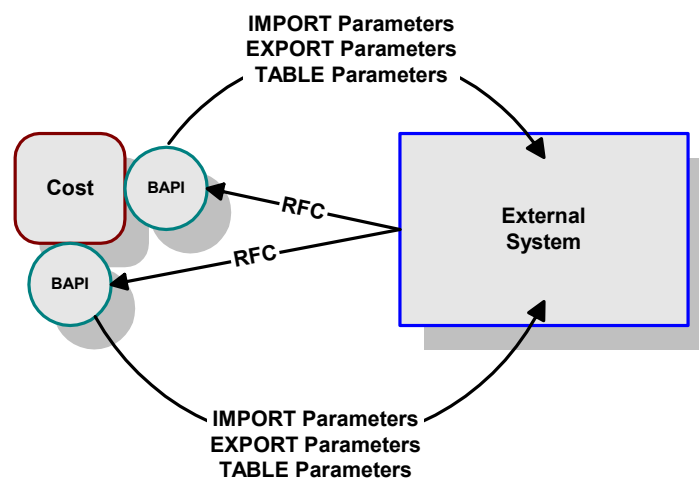 IMPORT Parameters
EXPORT Parameters
TABLE Parameters
Cost
BAPI
RFC
External
System
RFC
BAPI
IMPORT Parameters
EXPORT Parameters
TABLE Parameters